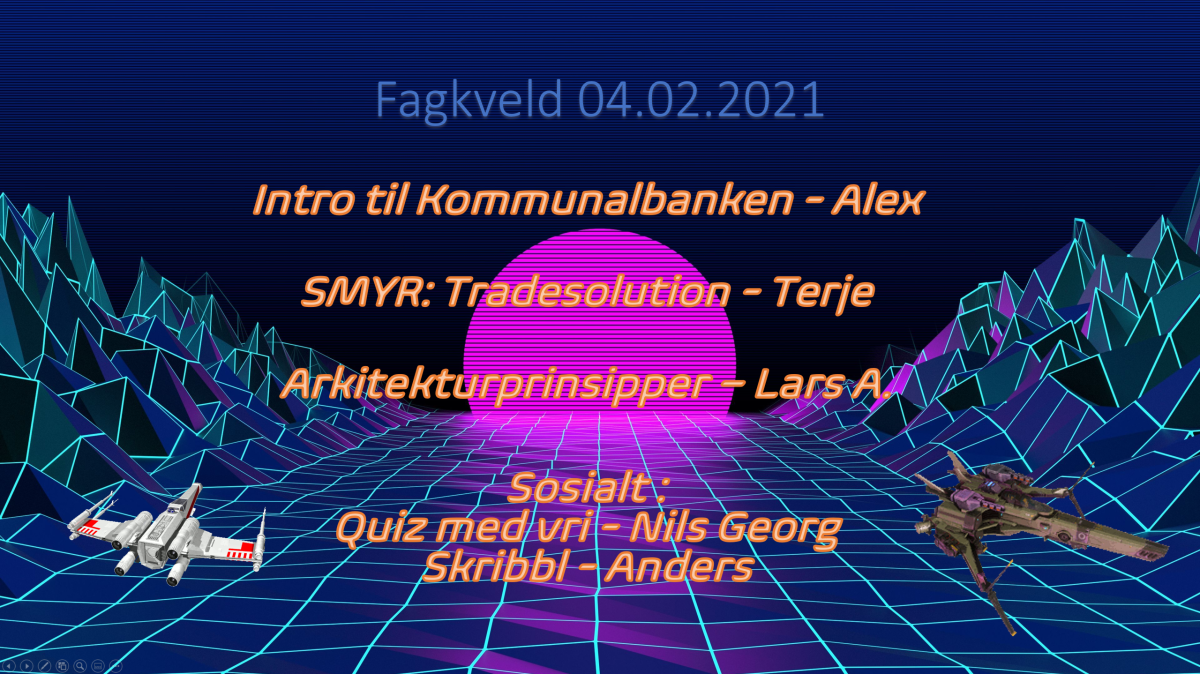 Fagkveld 04.02.2021
Intro til Kommunalbanken - Alex
SMYR: Tradesolution - Terje
Arkitekturprinsipper – Lars A.
Sosialt :
Quiz med vri - Nils Georg
Skribbl - Anders